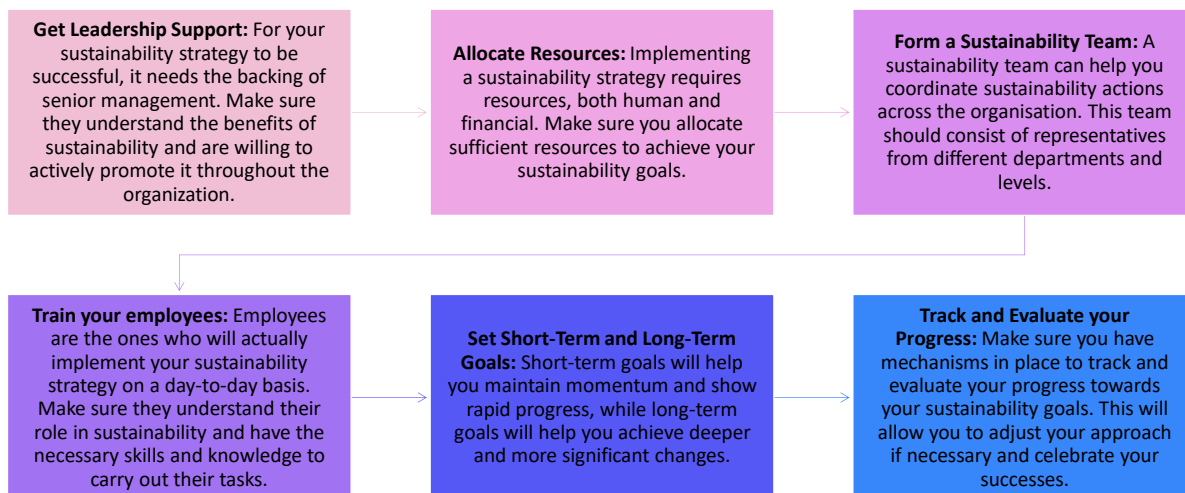 Get Leadership Support: For your
sustainability strategy to be
successful, it needs the backing of
senior management. Make sure
they understand the benefits of
sustainability and are willing to
actively promote it throughout the
organization.
Allocate Resources: Implementing
a sustainability strategy requires
resources, both human and
financial. Make sure you allocate
sufficient resources to achieve your
sustainability goals.
Form a Sustainability Team: A
sustainability team can help you
coordinate sustainability actions
across the organisation. This team
should consist of representatives
from different departments and
levels.
Train your employees: Employees
are the ones who will actually
implement your sustainability
strategy on a day-to-day basis.
Make sure they understand their
role in sustainability and have the
necessary skills and knowledge to
carry out their tasks.
Set Short-Term and Long-Term
Goals: Short-term goals will help
you maintain momentum and show
rapid progress, while long-term
goals will help you achieve deeper
and more significant changes.
Track and Evaluate your
Progress: Make sure you have
mechanisms in place to track and
evaluate your progress towards
your sustainability goals. This will
allow you to adjust your approach
if necessary and celebrate your
successes.